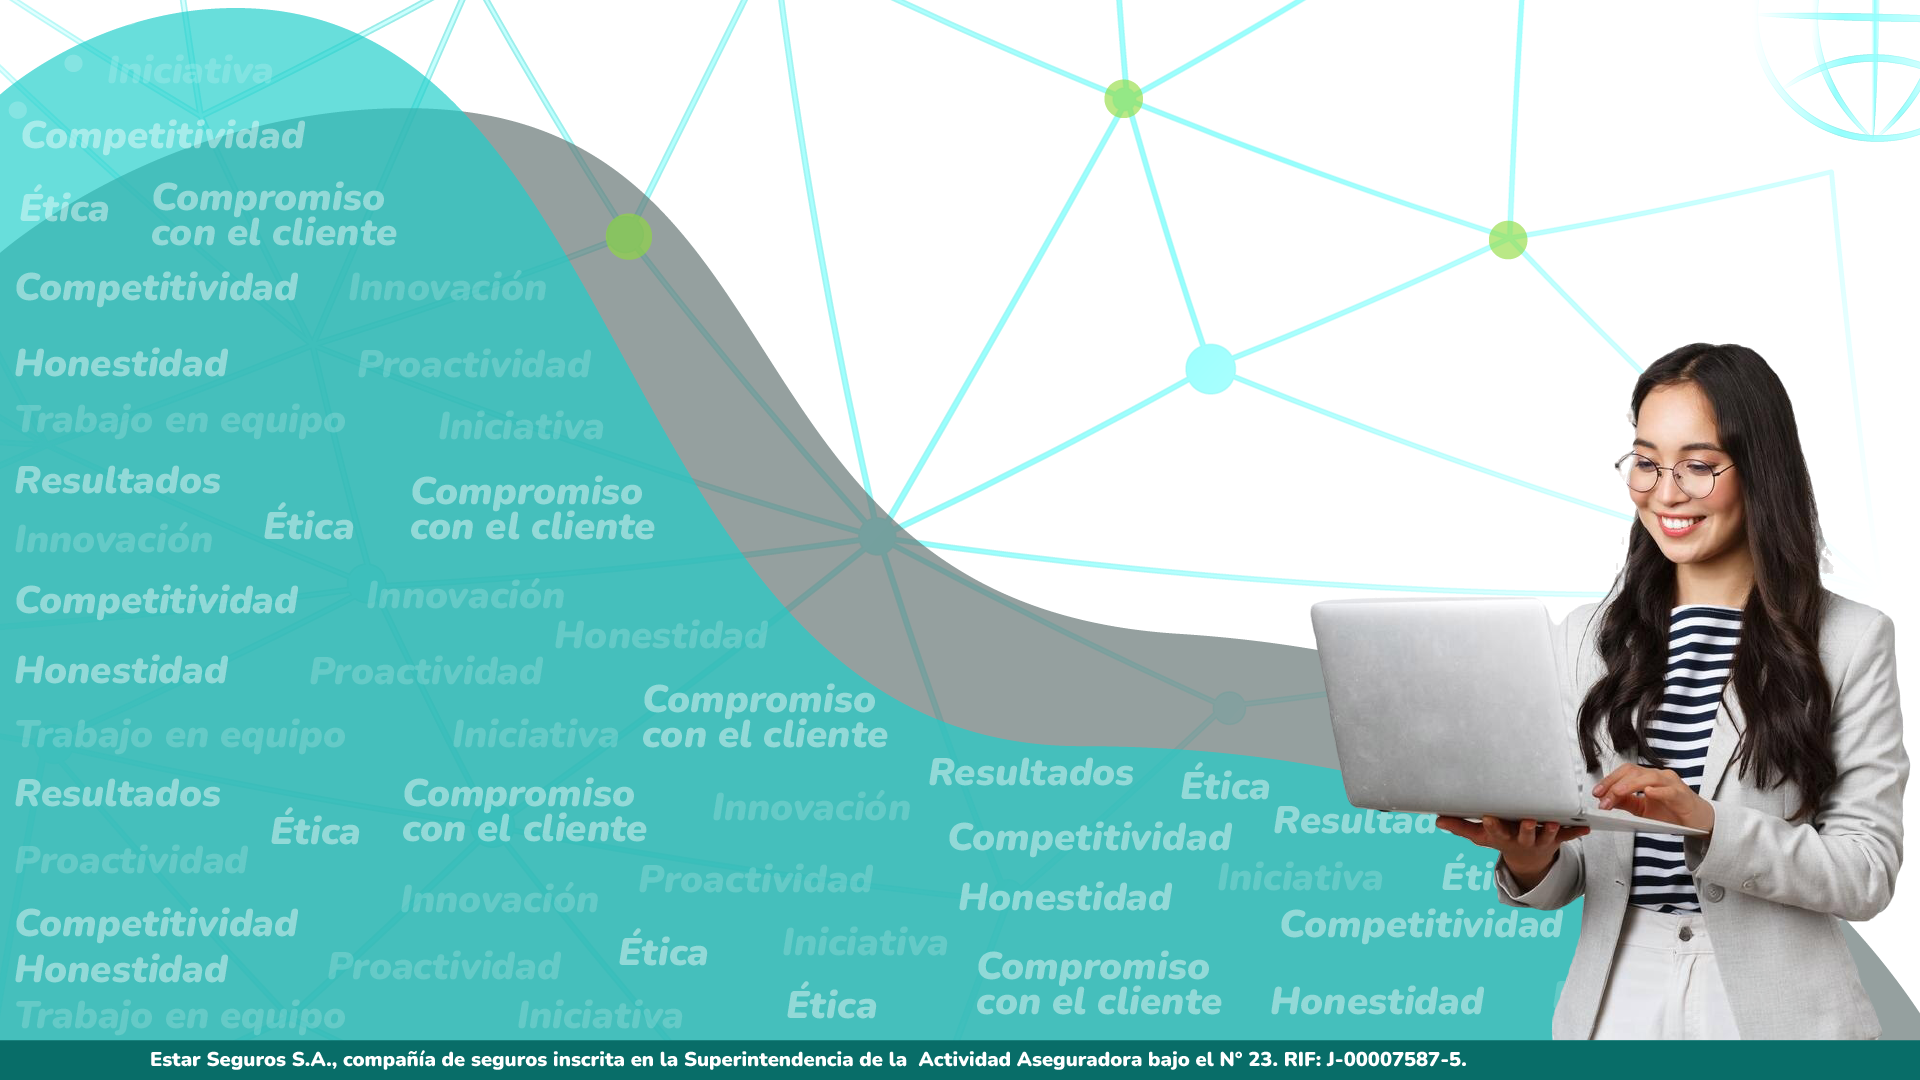 Iniciativa
Competitividad
Ética
Compromiso
con el cliente
Competitividad
Innovación
Honestidad
Proactividad
Trabajo en equipo
Iniciativa
Resultados
Compromiso
con el cliente
Ética
Innovación
Competitividad
Innovación
Honestidad
Honestidad
Proactividad
Compromiso
con el cliente
Trabajo en equipo
Iniciativa
Resultados
Ética
Resultados
Compromiso
con el cliente
Innovación
Resultad
Ética
Competitividad
Proactividad
Proactividad
Iniciativa
Éti
Innovación
Honestidad
Competitividad
Competitividad
Iniciativa
Ética
Honestidad
Proactividad
Compromiso
con el cliente
Ética
Honestidad
Trabajo en equipo
Iniciativa
Estar Seguros S.A., compañía de seguros inscrita en la Superintendencia de la Actividad Aseguradora bajo el N° 23. RIF: J-00007587-5.